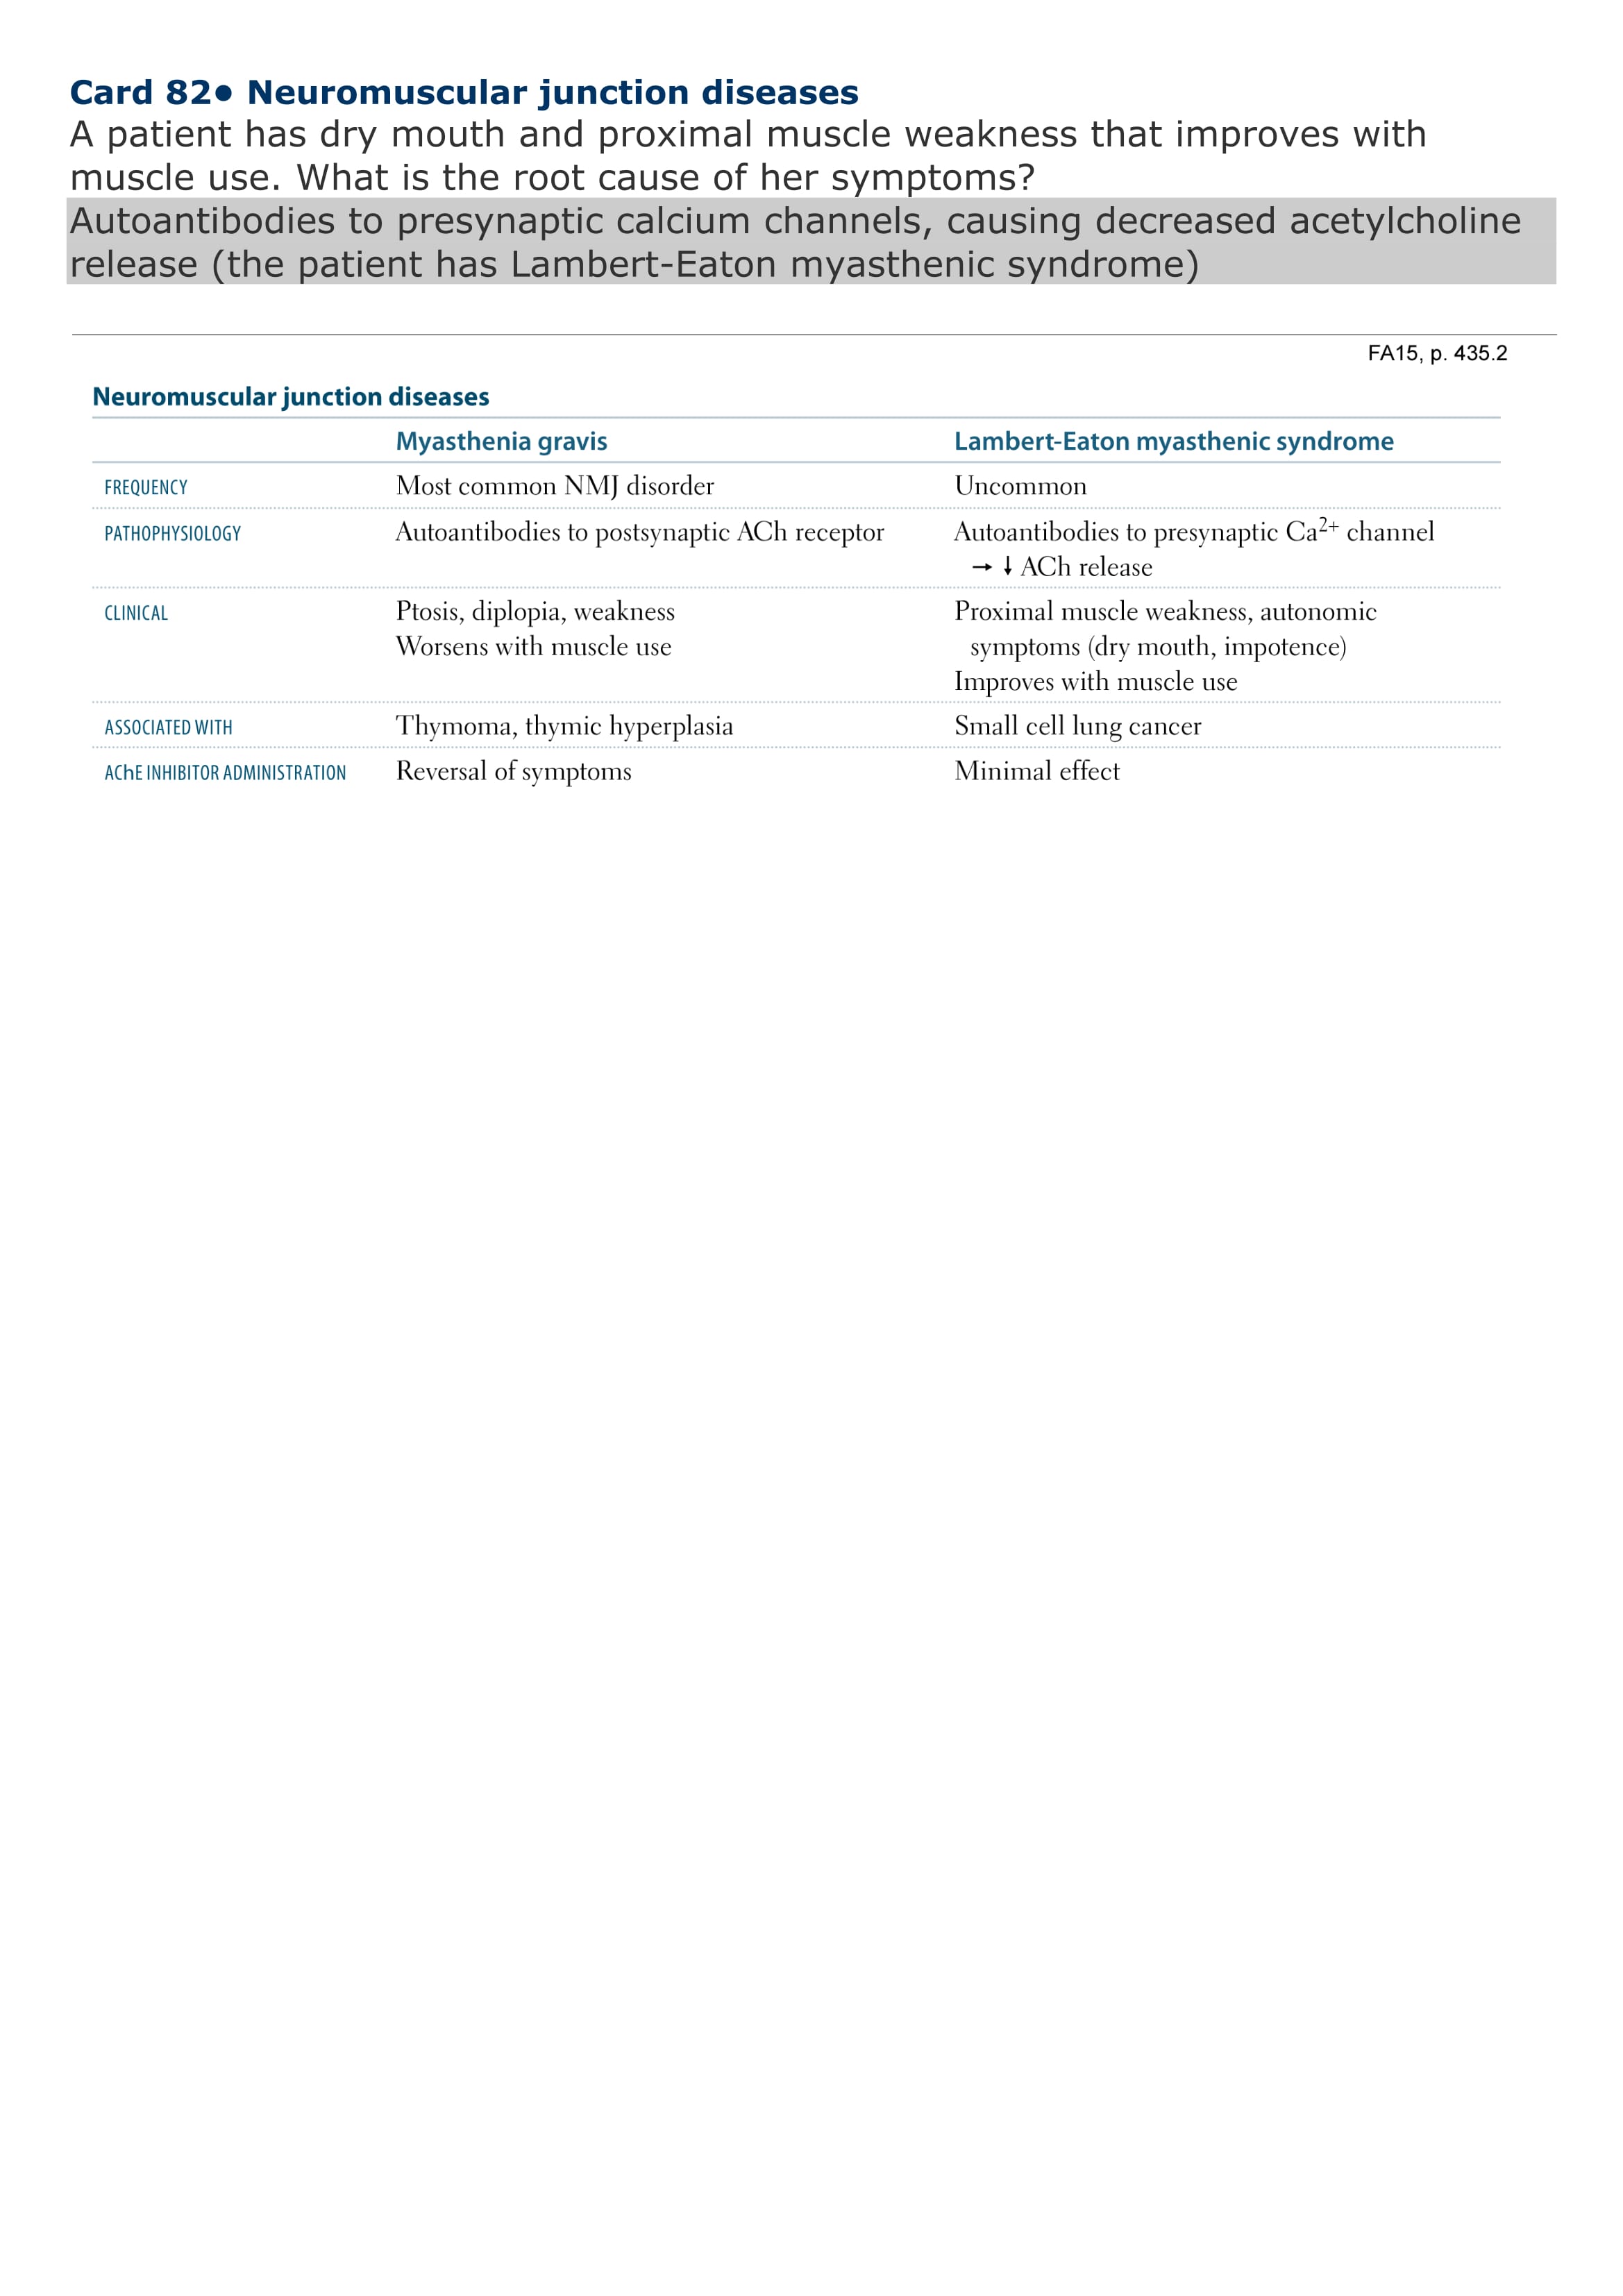 Card 82● Neuromuscular junction diseases
A patient has dry mouth and proximal muscle weakness that improves with
muscle use. What is the root cause of her symptoms?
Autoantibodies to presynaptic calcium channels, causing decreased acetylcholine
release (the patient has Lambert-Eaton myasthenic syndrome)
FA15, p. 435.2
Neuromuscular junction diseases
Myasthenia gravis Lambert-Eaton myasthenic syndrome
FREQUENCY Most common NMJ disorder Uncommon
PATHOPHYSIOLOGY Autoantibodies to postsynaptic ACh receptor Autoantibodies to presynaptic Ca²⁺ channel
→ ↓ ACh release
CLINICAL Ptosis, diplopia, weakness Proximal muscle weakness, autonomic
Worsens with muscle use symptoms (dry mouth, impotence)
Improves with muscle use
ASSOCIATED WITH Thymoma, thymic hyperplasia Small cell lung cancer
AChE INHIBITOR ADMINISTRATION Reversal of symptoms Minimal effect